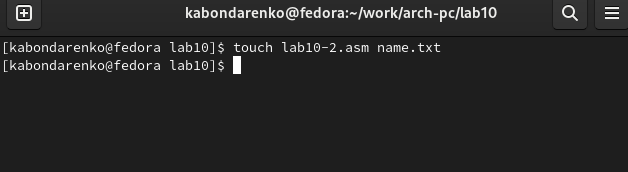 kabondarenko@fedora:~/work/arch-pc/lab10
[kabondarenko@fedora lab10]$ touch lab10-2.asm name.txt
[kabondarenko@fedora lab10]$